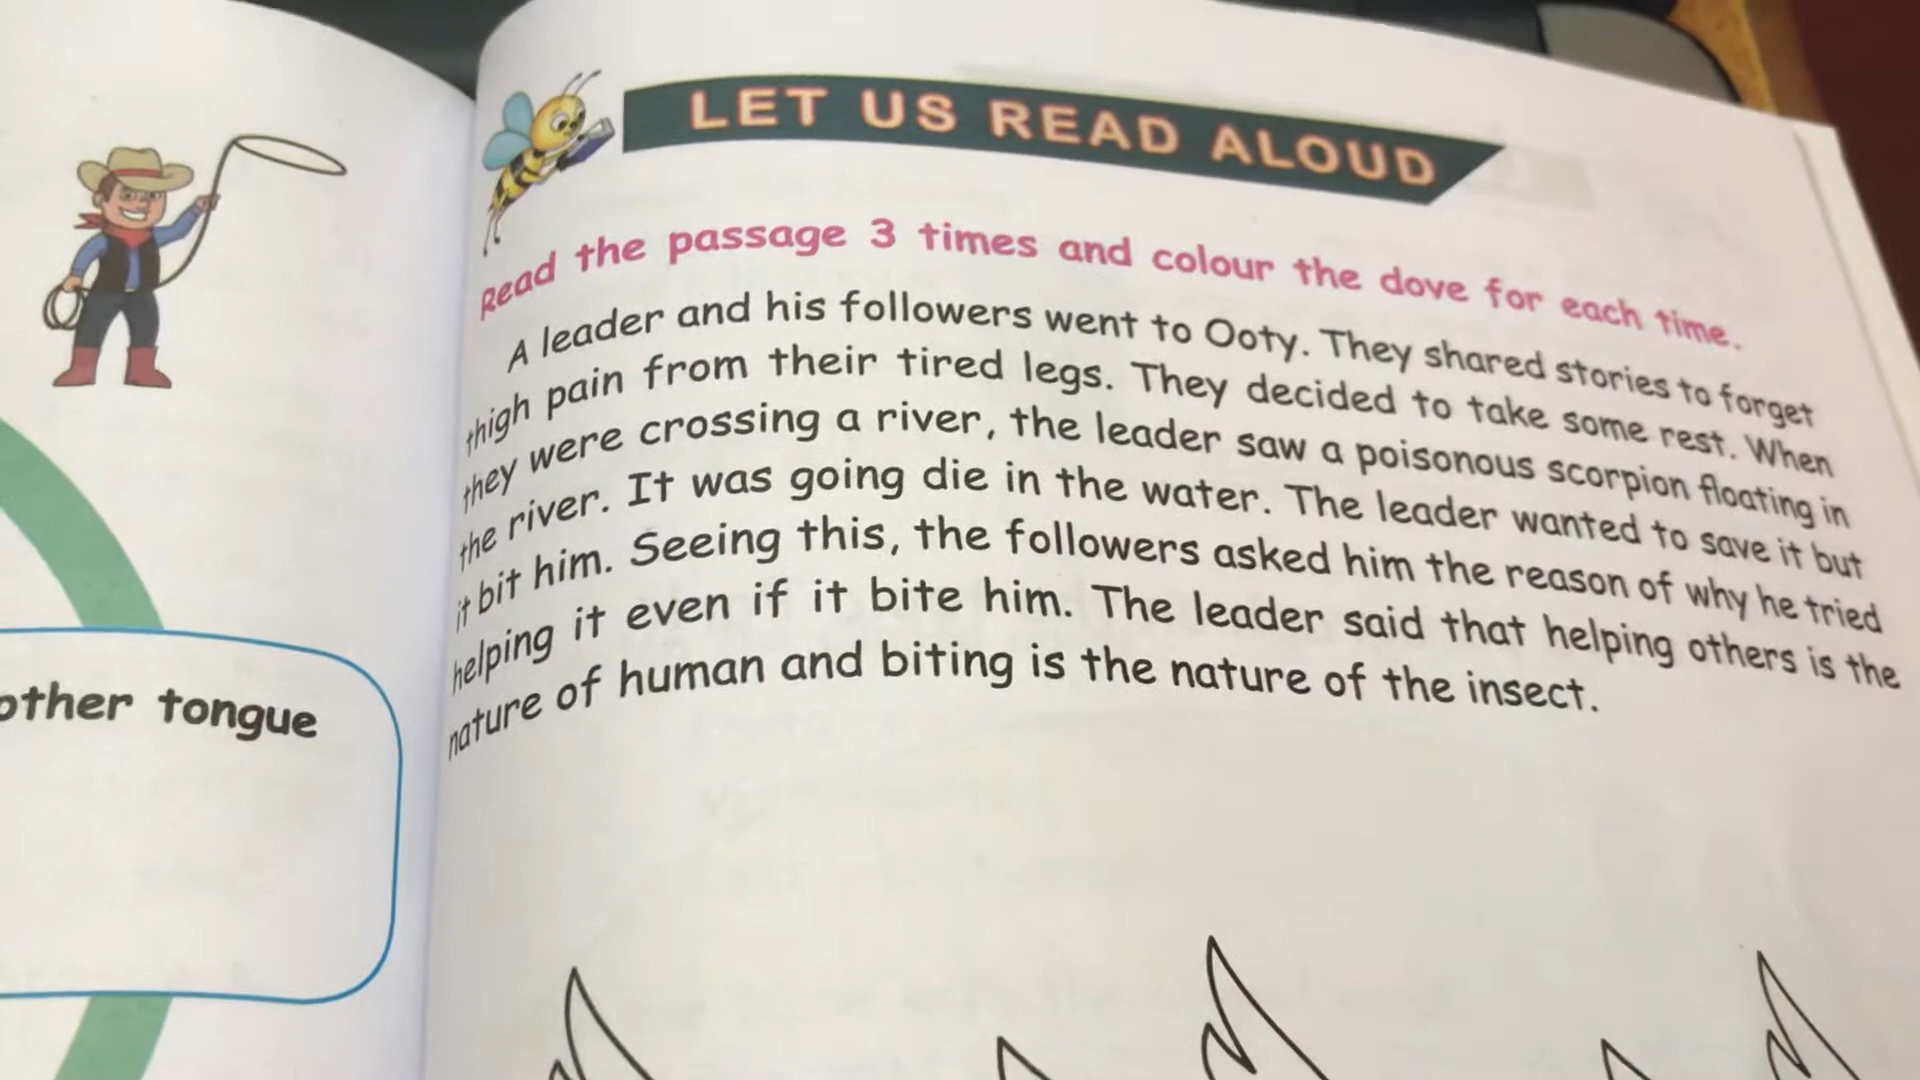 LET US READ ALOUD
Read the passage 3 times and colour the dove for each time.
A leader and his followers went to Ooty. They shared stories to forget
thigh pain from their tired legs. They decided to take some rest. When
they were crossing a river, the leader saw a poisonous scorpion floating in
the river. It was going die in the water. The leader wanted to save it but
it bit him. Seeing this, the followers asked him the reason of why he tried
helping it even if it bite him. The leader said that helping others is the
nature of human and biting is the nature of the insect.
other tongue